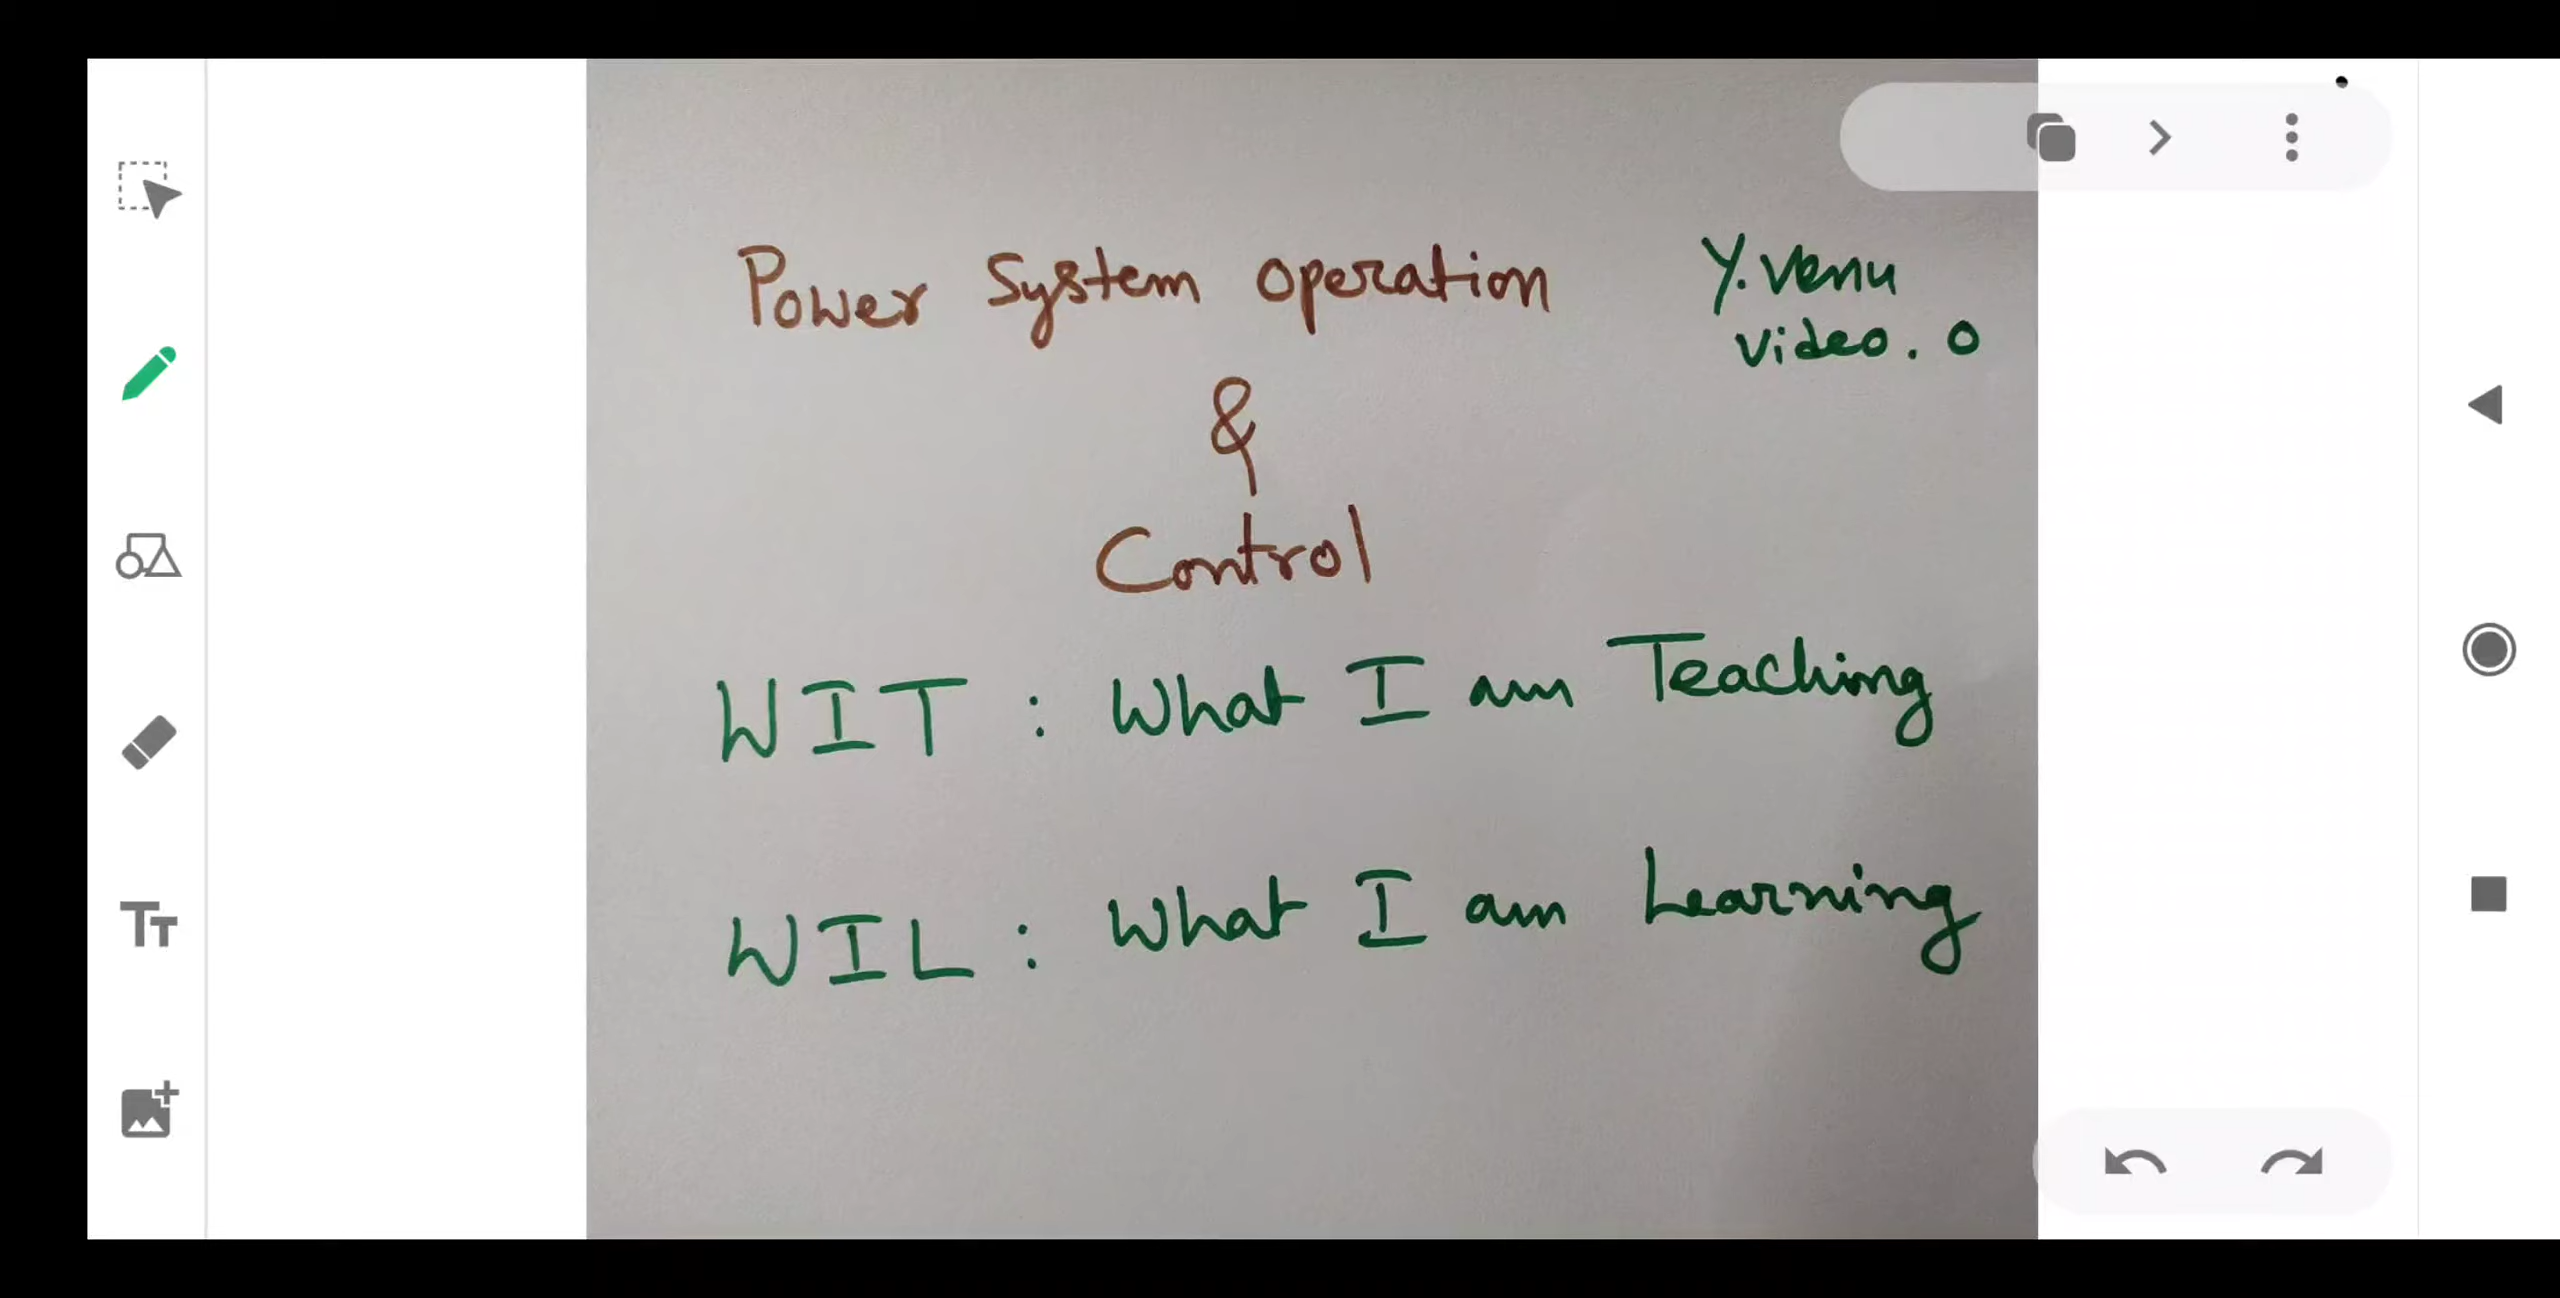 Power System operation
Y. Venu
Video. 0
&
Control
WIT : What I am Teaching
WIL : What I am Learning